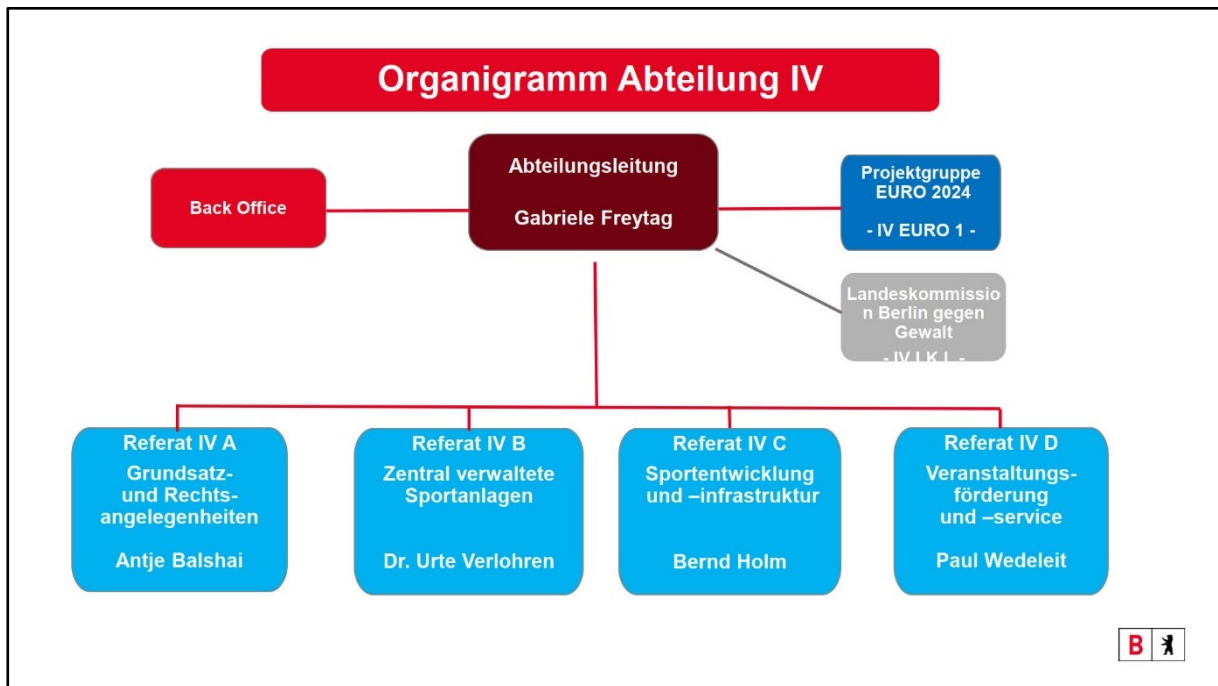 Organigramm Abteilung IV
Abteilungsleitung
Gabriele Freytag
Back Office
Projektgruppe
EURO 2024
- IV EURO 1 -
Landeskommissio
n Berlin gegen
Gewalt
- IV
Referat IV A
Grundsatz-
und Rechts-
angelegenheiten
Antje Balshai
Referat IV B
Zentral verwaltete
Sportanlagen
Dr. Urte Verlohren
Referat IV C
Sportentwicklung
und –infrastruktur
Bernd Holm
Referat IV D
Veranstaltungs-
förderung
und –service
Paul Wedeleit
B